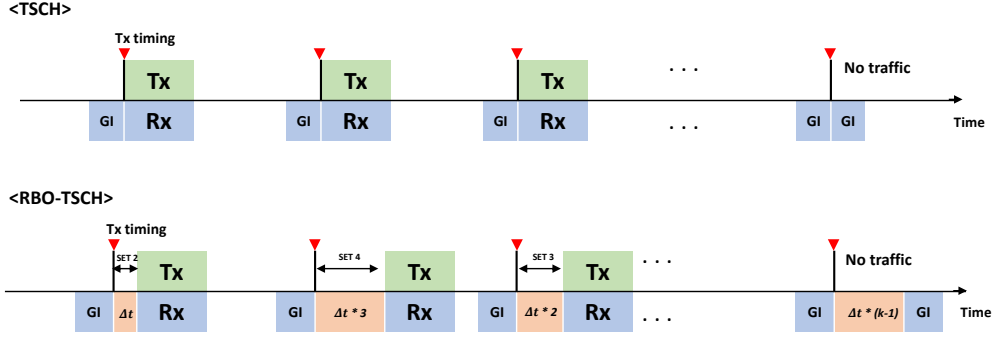 <TSCH>
Tx timing
Tx Tx Tx . . . No traffic
GI Rx GI Rx GI Rx . . . GI GI
Time
<RBO-TSCH>
Tx timing
SET 2 SET 4 SET 3
Tx Tx Tx . . . No traffic
GI Δt Rx GI Δt * 3 Rx GI Δt * 2 Rx . . . GI Δt * (k-1) GI
Time